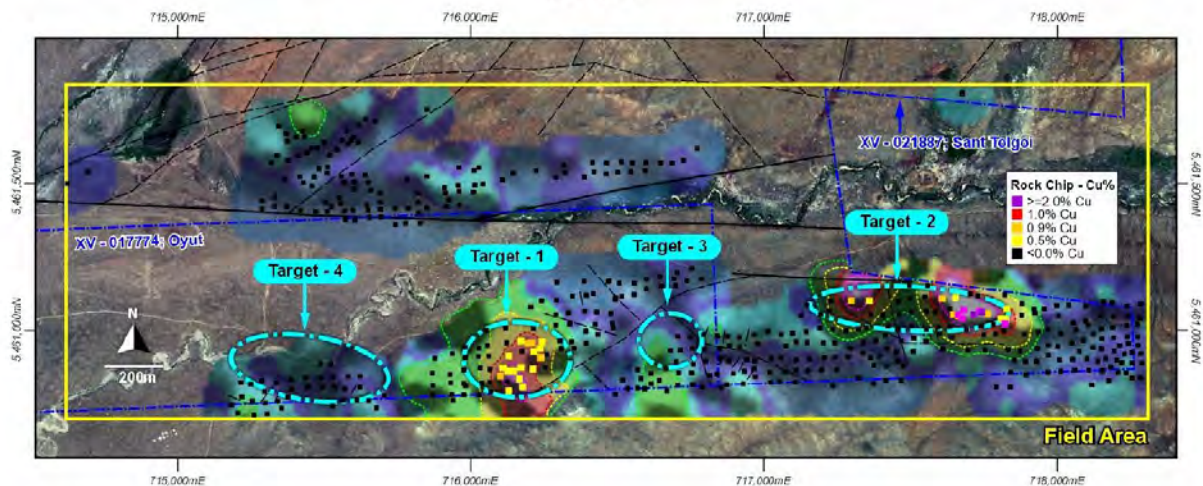 715,000mE
716,000mE
717,000mE
718,000mE
5,461,500mN
5,461,500mN
XV - 021887; Sant Tolgoi
Rock Chip - Cu%
>=2.0% Cu
1.0% Cu
0.9% Cu
0.5% Cu
<0.0% Cu
XV - 017774; Oyut
Target - 4
Target - 1
Target - 3
Target - 2
5,461,000mN
5,461,000mN
N
200m
Field Area
715,000mE
716,000mE
717,000mE
718,000mE